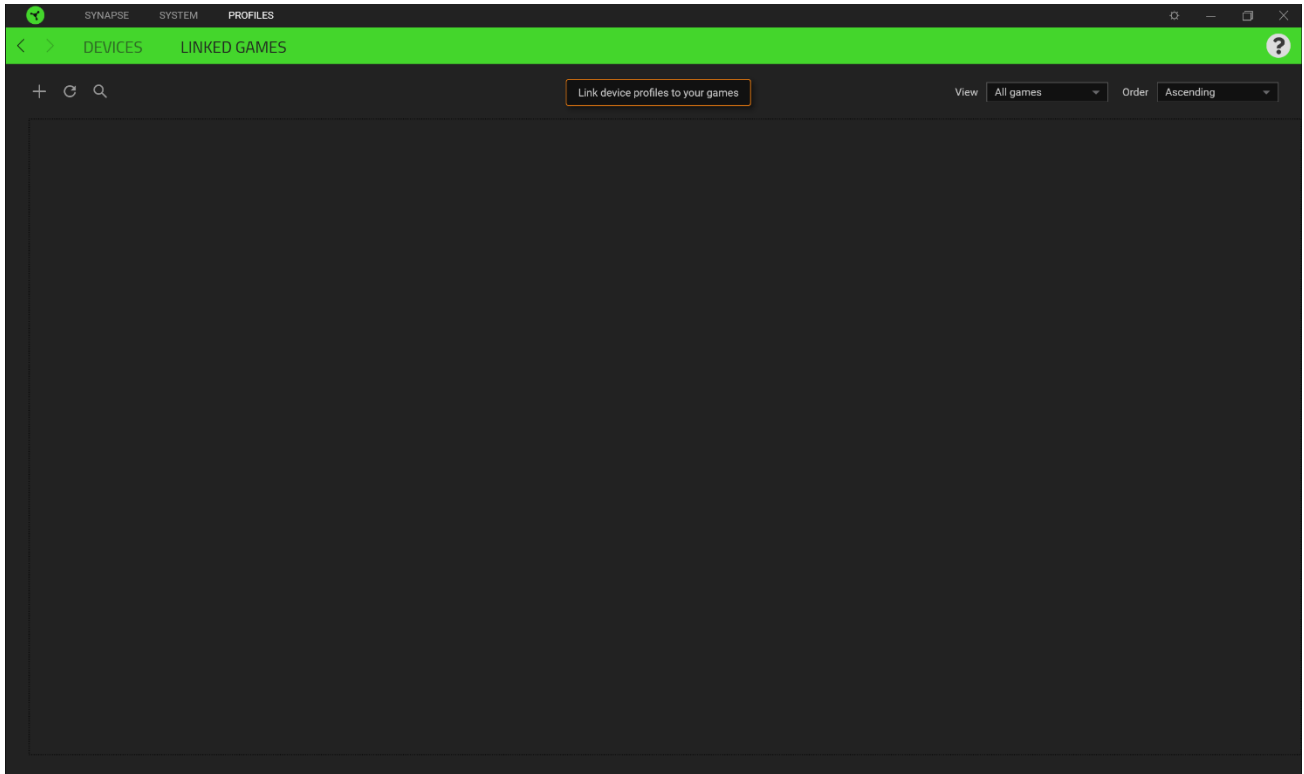 SYNAPSE SYSTEM PROFILES
DEVICES LINKED GAMES ?
Link device profiles to your games View All games Order Ascending